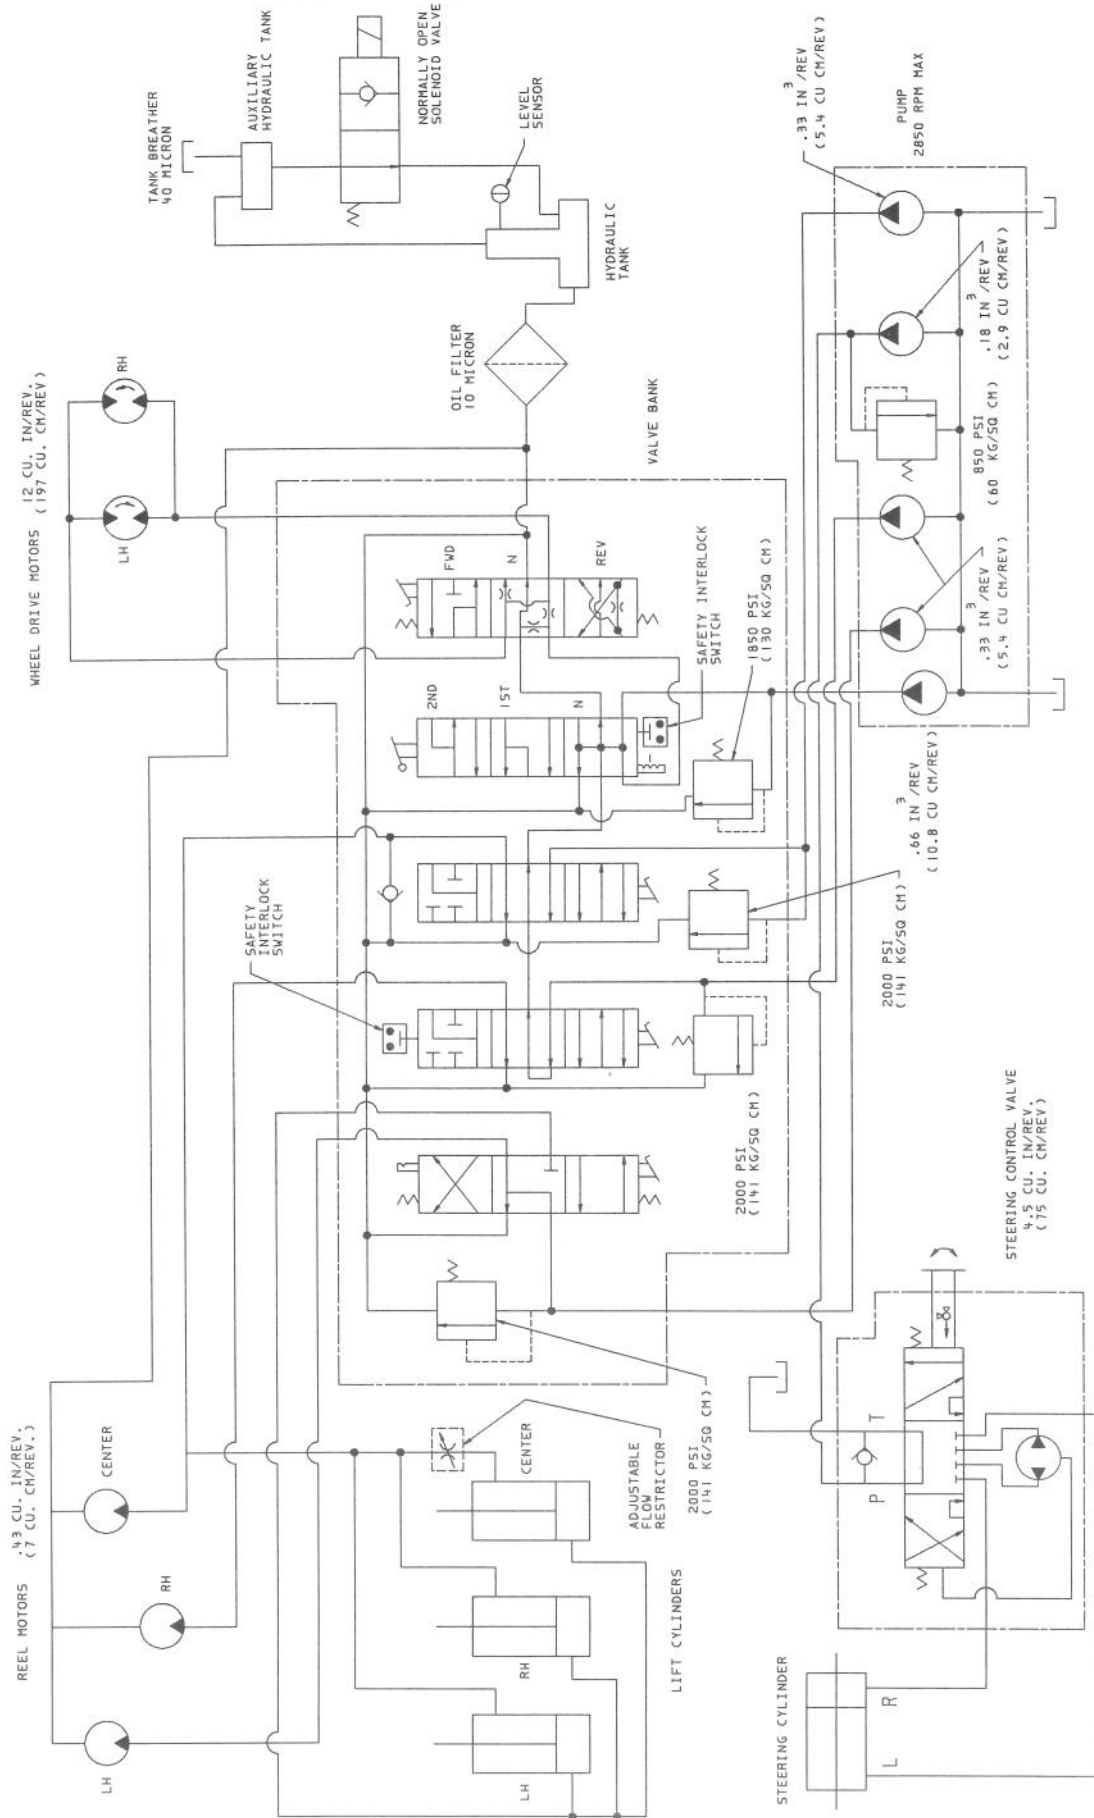 TANK BREATHER
40 MICRON
AUXILIARY
HYDRAULIC TANK
NORMALLY OPEN
SOLENOID VALVE
LEVEL
SENSOR
HYDRAULIC
TANK
OIL FILTER
10 MICRON
WHEEL DRIVE MOTORS
12 CU. IN/REV.
(197 CU. CM/REV)
RH
LH
VALVE BANK
FWD
N
REV
2ND
1ST
N
SAFETY INTERLOCK
SWITCH
1850 PSI
(130 KG/SQ CM)
SAFETY
INTERLOCK
SWITCH
2000 PSI
(141 KG/SQ CM)
2000 PSI
(141 KG/SQ CM)
2000 PSI
(141 KG/SQ CM)
.33 IN³/REV
(5.4 CU CM/REV)
PUMP
2850 RPM MAX
.18 IN³/REV
(2.9 CU CM/REV)
850 PSI
(60 KG/SQ CM)
.33 IN³/REV
(5.4 CU CM/REV)
.66 IN³/REV
(10.8 CU CM/REV)
REEL MOTORS
.43 CU. IN/REV.
(7 CU. CM/REV.)
CENTER
RH
LH
ADJUSTABLE
FLOW
RESTRICTOR
CENTER
RH
LH
LIFT CYLINDERS
STEERING CONTROL VALVE
4.5 CU. IN/REV.
(75 CU. CM/REV)
P
T
STEERING CYLINDER
L
R